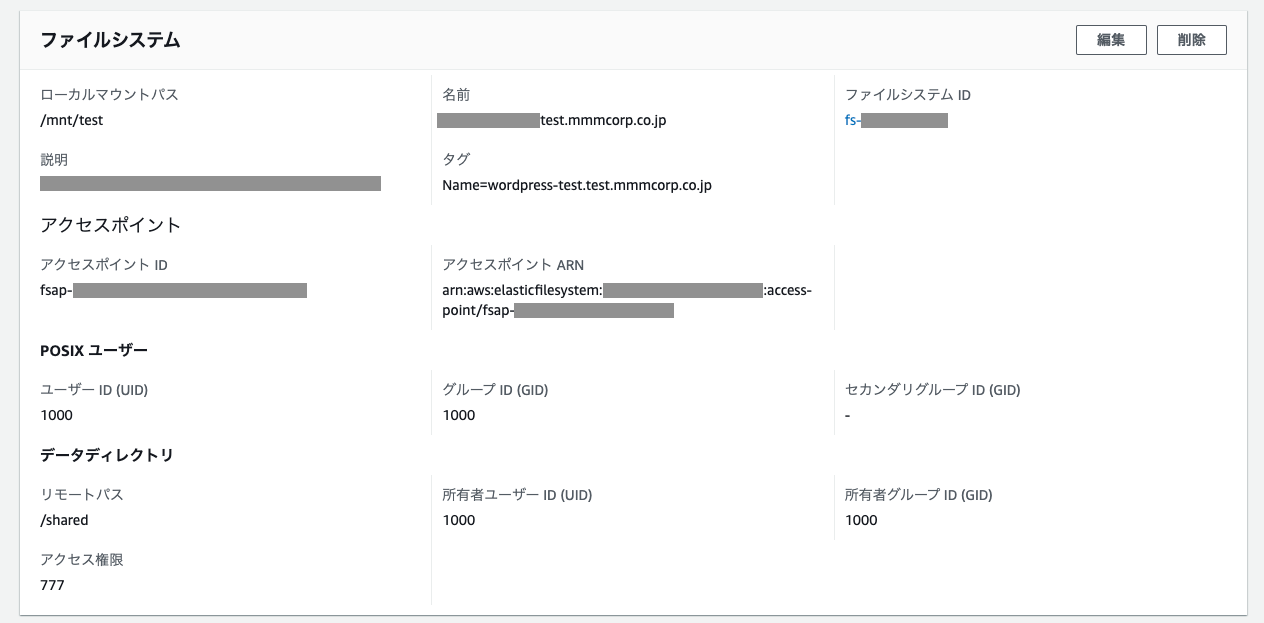 ファイルシステム
編集
削除
ローカルマウントパス
/mnt/test
名前
test.mmmcorp.co.jp
ファイルシステム ID
fs-
説明
タグ
Name=wordpress-test.test.mmmcorp.co.jp
アクセスポイント
アクセスポイント ID
fsap-
アクセスポイント ARN
arn:aws:elasticfilesystem: :access-
point/fsap-
POSIX ユーザー
ユーザー ID (UID)
1000
グループ ID (GID)
1000
セカンダリグループ ID (GID)
-
データディレクトリ
リモートパス
/shared
所有者ユーザー ID (UID)
1000
所有者グループ ID (GID)
1000
アクセス権限
777